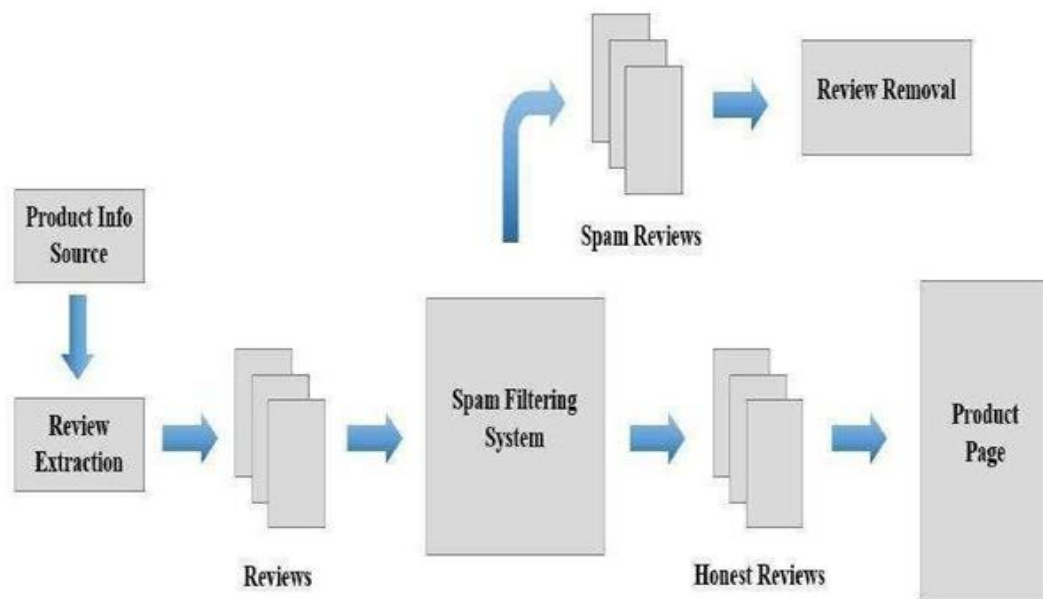 Review Removal
Spam Reviews
Product Info
Source
Review
Extraction
Reviews
Spam Filtering
System
Honest Reviews
Product
Page